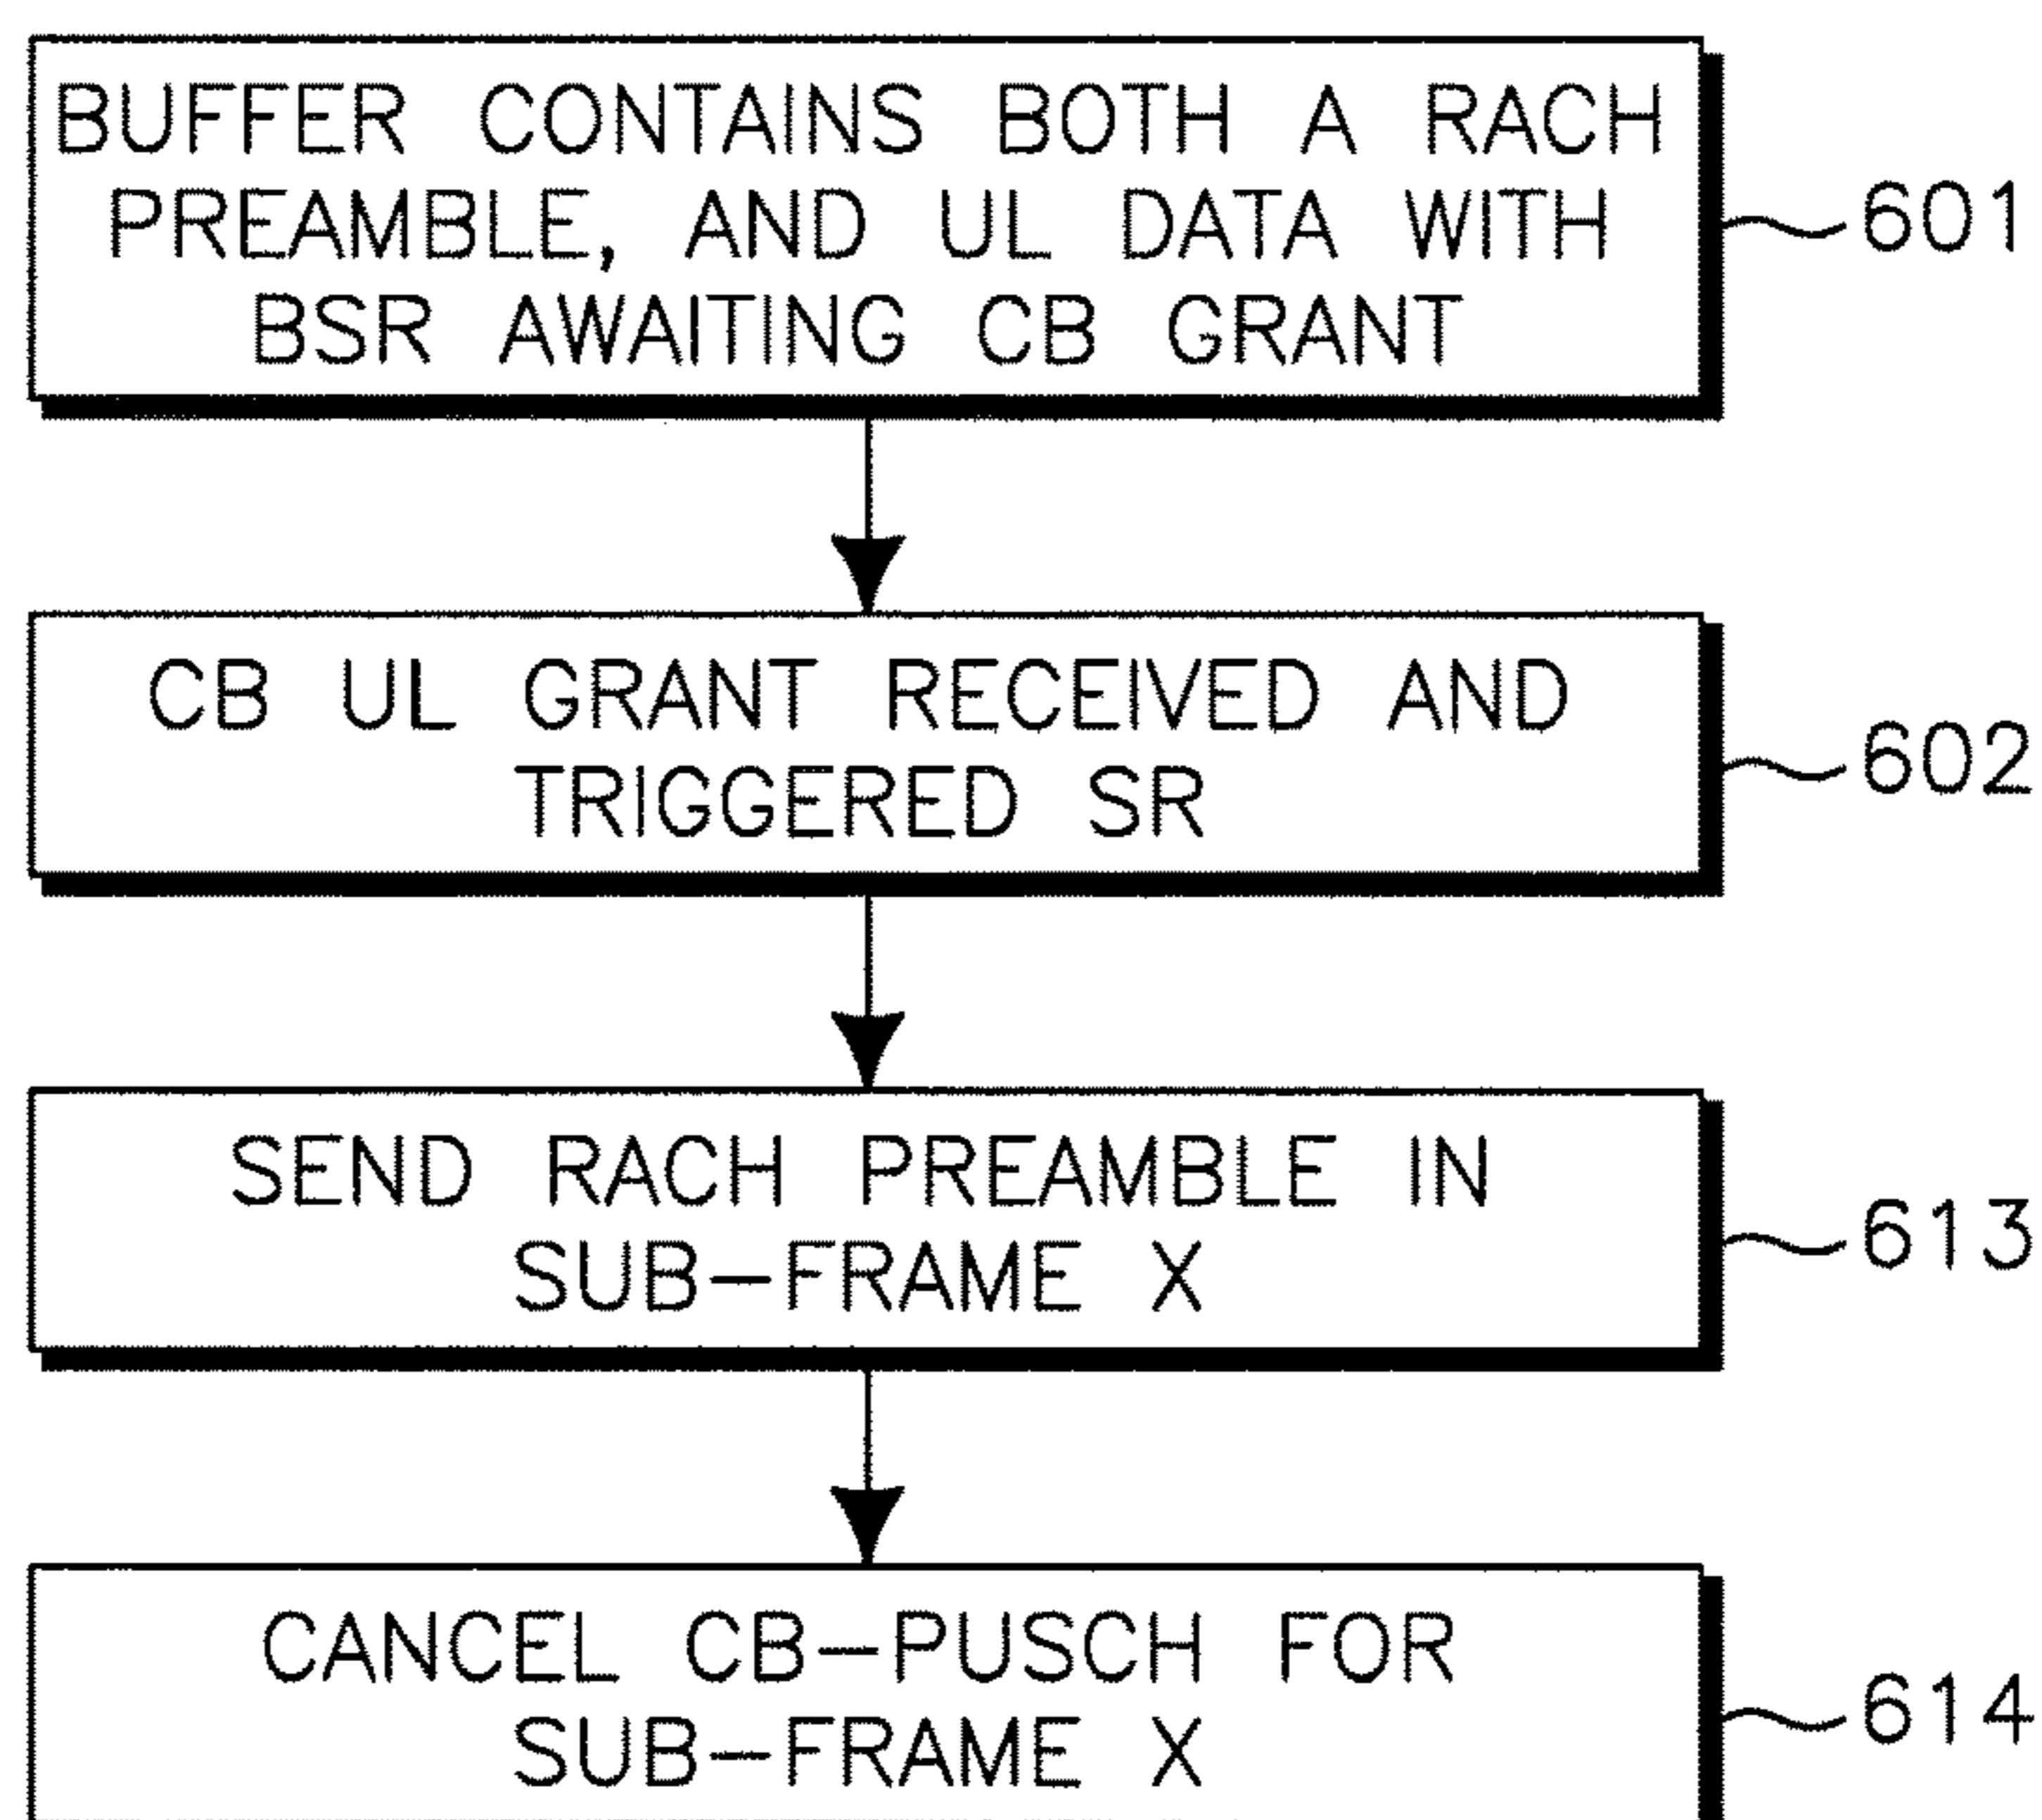 BUFFER CONTAINS BOTH A RACH
PREAMBLE, AND UL DATA WITH
BSR AWAITING CB GRANT
601
CB UL GRANT RECEIVED AND
TRIGGERED SR
602
SEND RACH PREAMBLE IN
SUB-FRAME X
613
CANCEL CB-PUSCH FOR
SUB-FRAME X
614